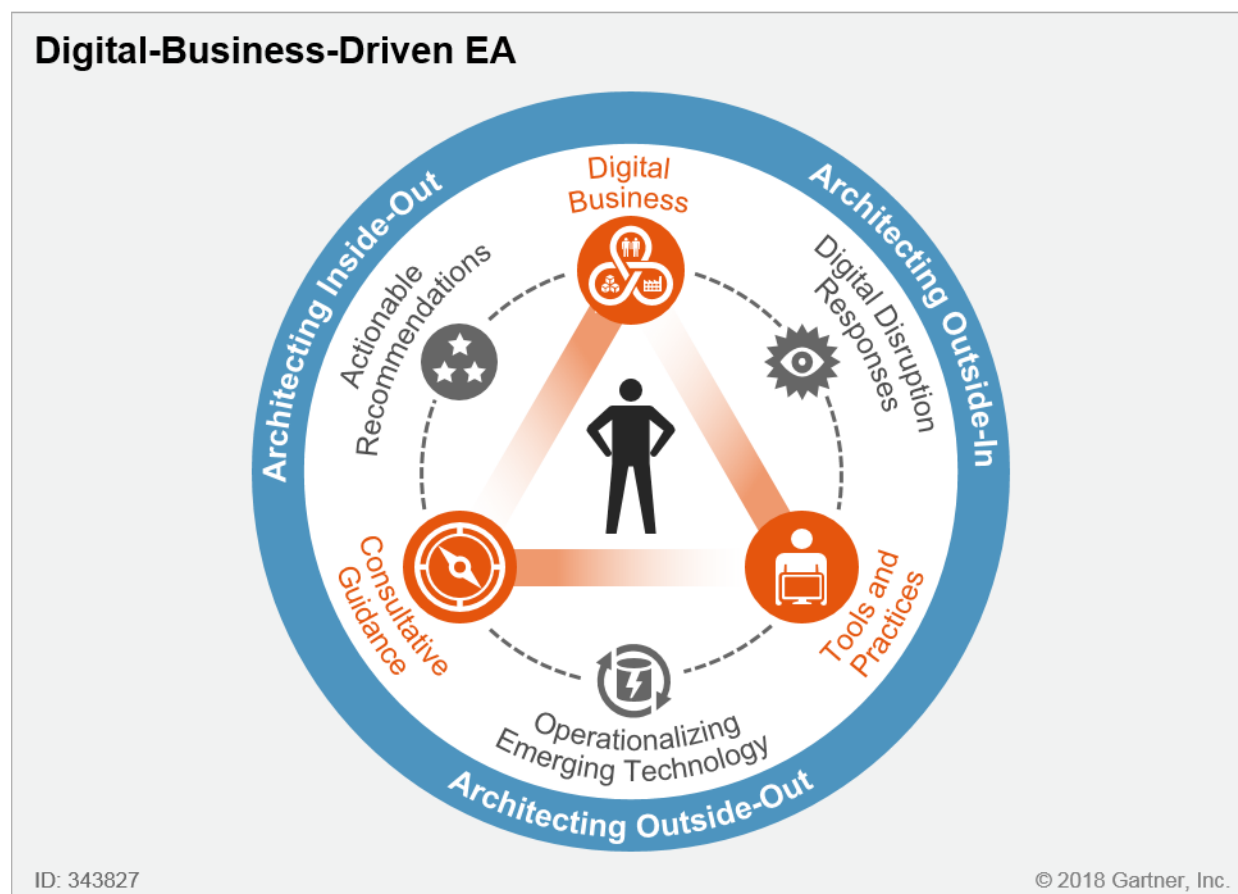 Digital-Business-Driven EA
Digital
Business
Architecting Inside-Out
Architecting Outside-In
Actionable
Recommendations
Digital Disruption
Responses
Consultative
Guidance
Tools and
Practices
Operationalizing
Emerging Technology
Architecting Outside-Out
ID: 343827
© 2018 Gartner, Inc.